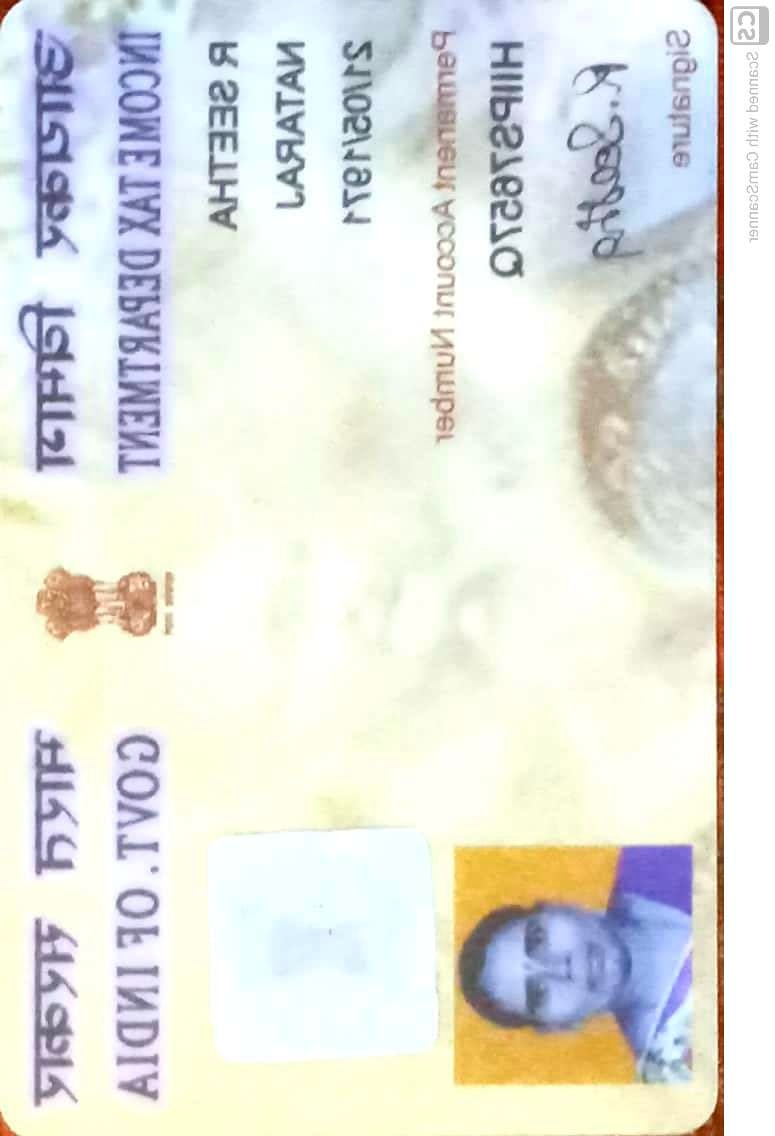 आयकर विभाग
INCOME TAX DEPARTMENT
भारत सरकार
GOVT. OF INDIA
R SEETHA
NATARAJ
21/05/1971
Permanent Account Number
R. Seetha
Signature
CS Scanned with CamScanner